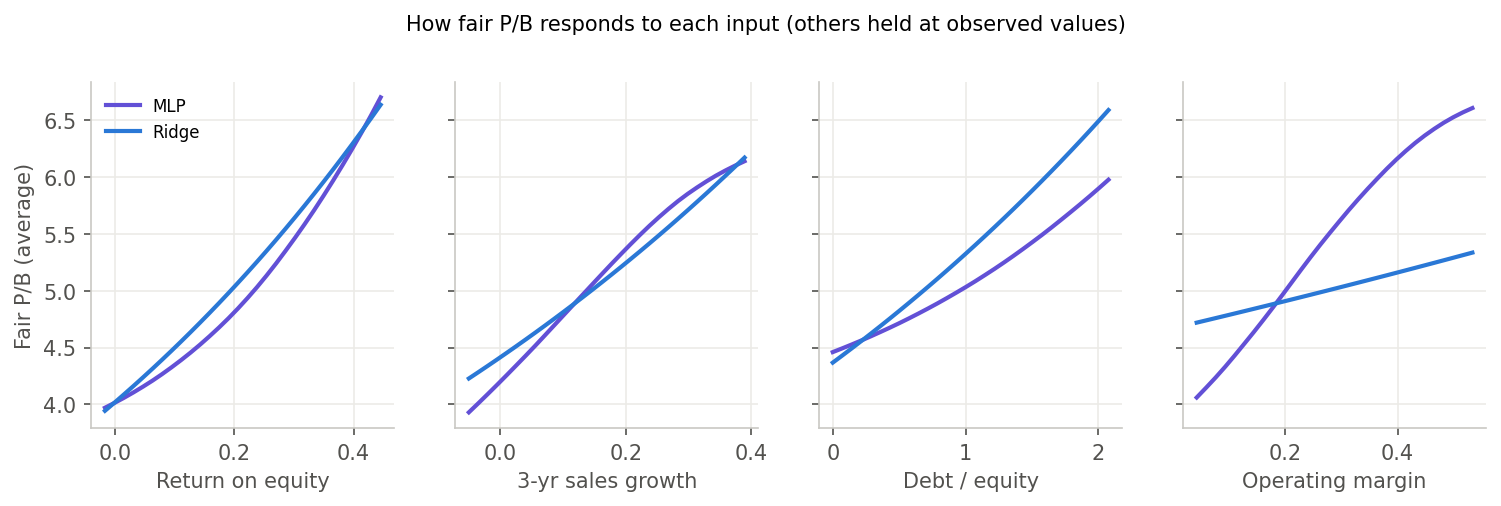 How fair P/B responds to each input (others held at observed values)
MLP
Ridge
Fair P/B (average)
6.5
6.0
5.5
5.0
4.5
4.0
0.0 0.2 0.4
Return on equity
0.0 0.2 0.4
3-yr sales growth
0 1 2
Debt / equity
0.2 0.4
Operating margin